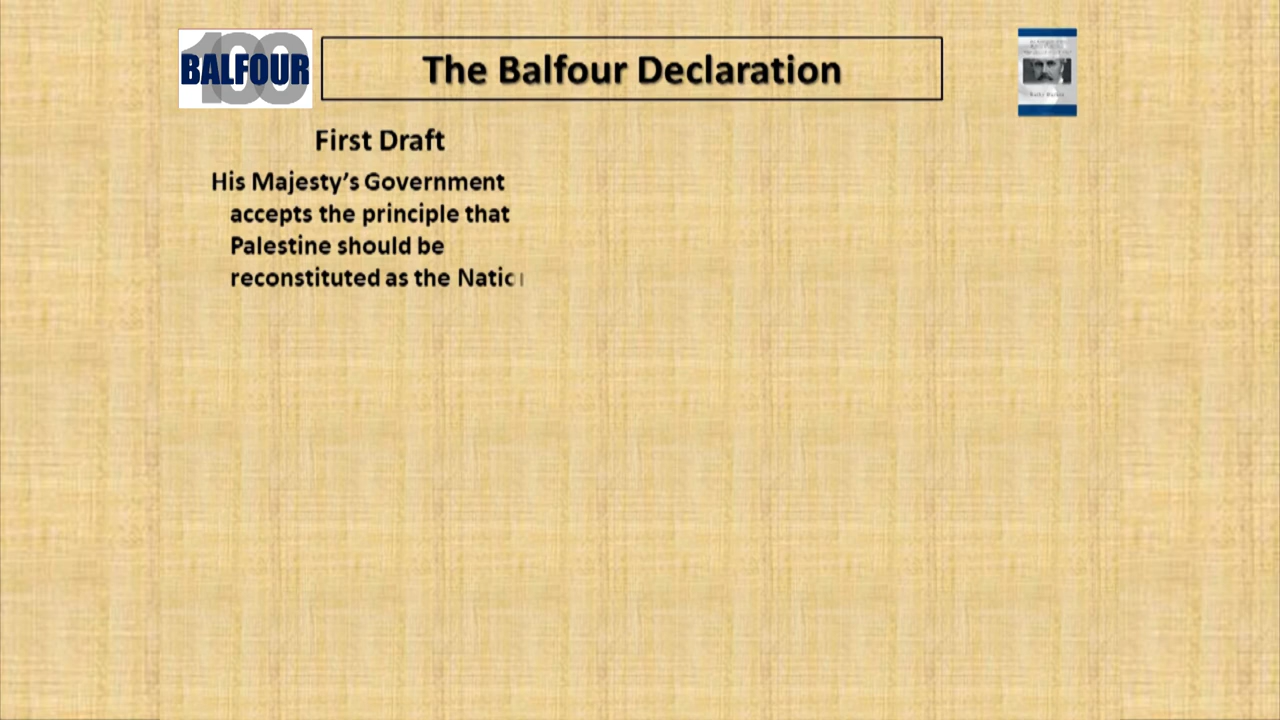 100
BALFOUR
The Balfour Declaration
First Draft
His Majesty’s Government
accepts the principle that
Palestine should be
reconstituted as the